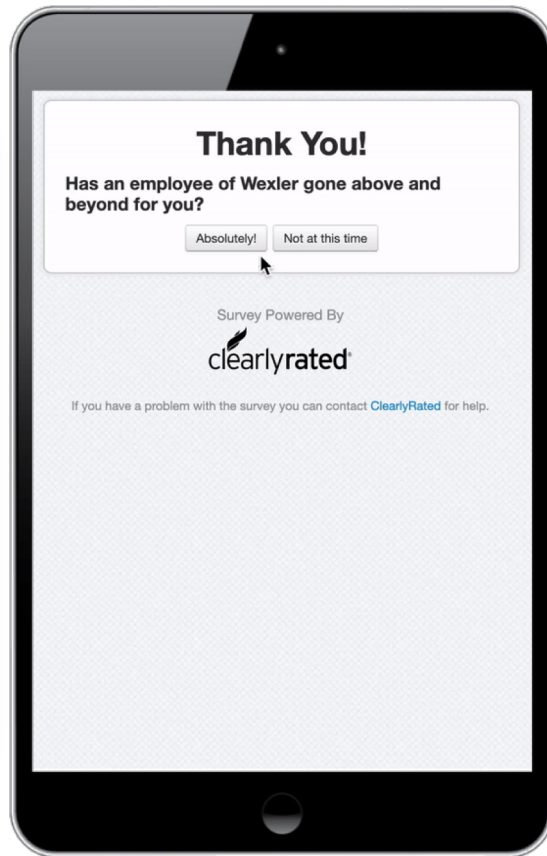 Thank You!
Has an employee of Wexler gone above and
beyond for you?
Absolutely! Not at this time
Survey Powered By
clearlyrated®
If you have a problem with the survey you can contact ClearlyRated for help.